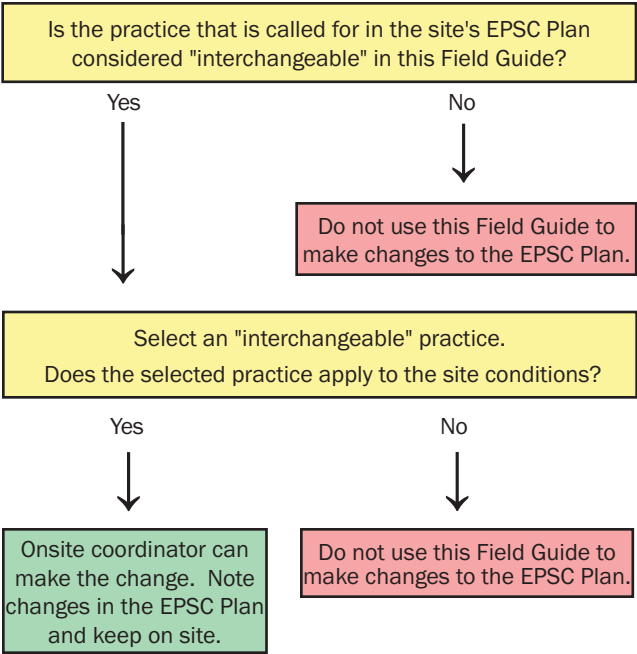 Is the practice that is called for in the site's EPSC Plan
considered "interchangeable" in this Field Guide?
Yes
No
Do not use this Field Guide to
make changes to the EPSC Plan.
Select an "interchangeable" practice.
Does the selected practice apply to the site conditions?
Yes
No
Onsite coordinator can
make the change.  Note
changes in the EPSC Plan
and keep on site.
Do not use this Field Guide to
make changes to the EPSC Plan.